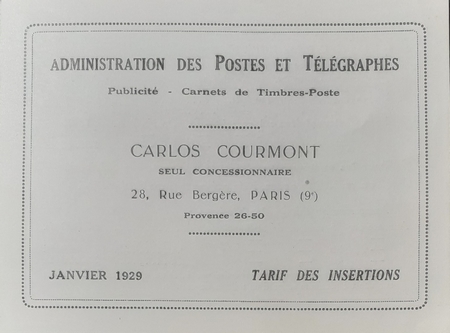 ADMINISTRATION DES POSTES ET TÉLÉGRAPHES
Publicité - Carnets de Timbres-Poste
CARLOS COURMONT
SEUL CONCESSIONNAIRE
28, Rue Bergère, PARIS (9e)
Provence 26-50
JANVIER 1929
TARIF DES INSERTIONS